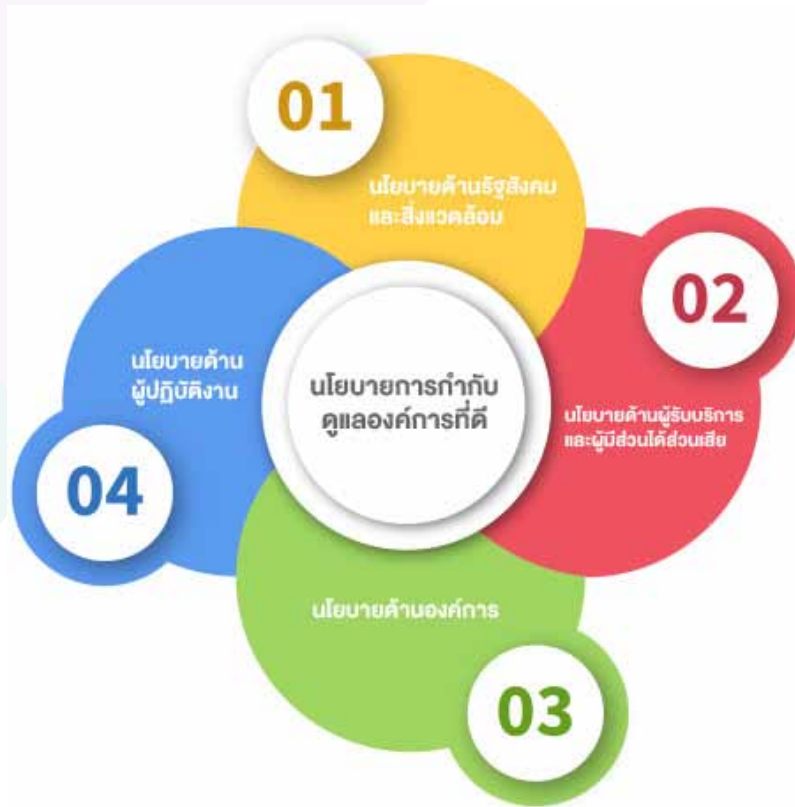 01
นโยบายด้านรัฐสังคม
และสิ่งแวดล้อม
02
นโยบายด้านผู้รับบริการ
และผู้มีส่วนได้ส่วนเสีย
นโยบายด้าน
ผู้ปฏิบัติงาน
นโยบายการกำกับ
ดูแลองค์การที่ดี
04
นโยบายด้านองค์การ
03